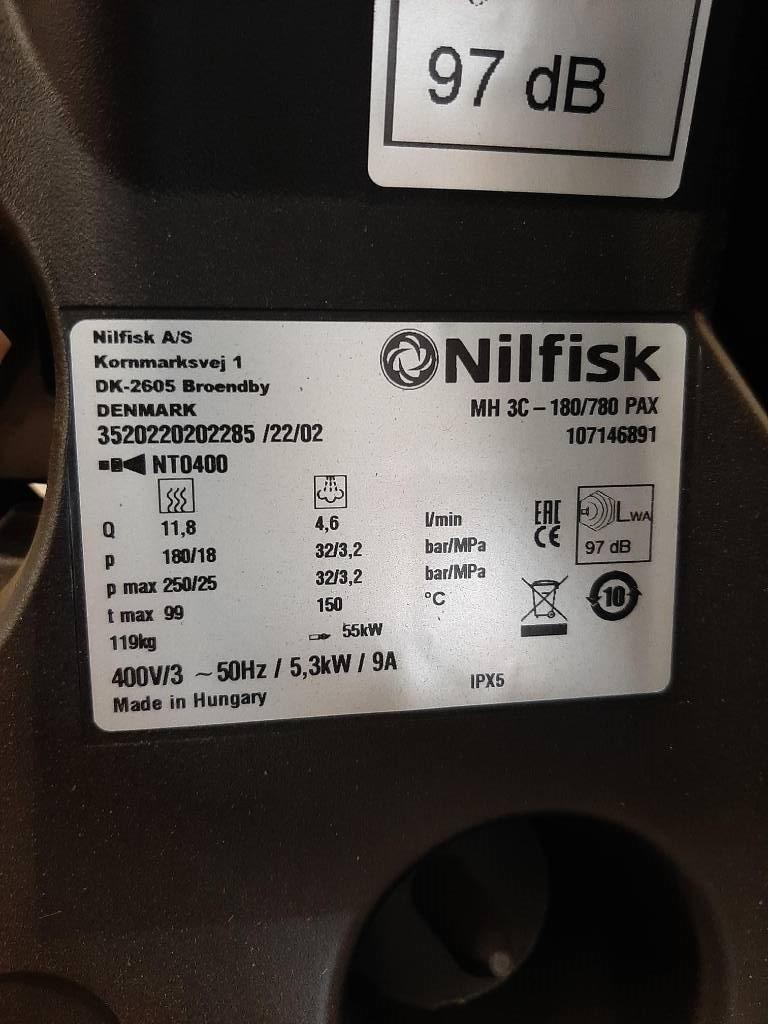 97 dB
Nilfisk A/S
Kornmarksvej 1
DK-2605 Broendby
DENMARK
3520220202285 /22/02
NT0400
Nilfisk
MH 3C – 180/780 PAX
107146891
Q 11,8 4,6 l/min
p 180/18 32/3,2 bar/MPa
p max 250/25 32/3,2 bar/MPa
t max 99 150 °C
119kg 55kW
400V/3 ~ 50Hz / 5,3kW / 9A
Made in Hungary
IPX5
EAC
CE
LWA
97 dB
10